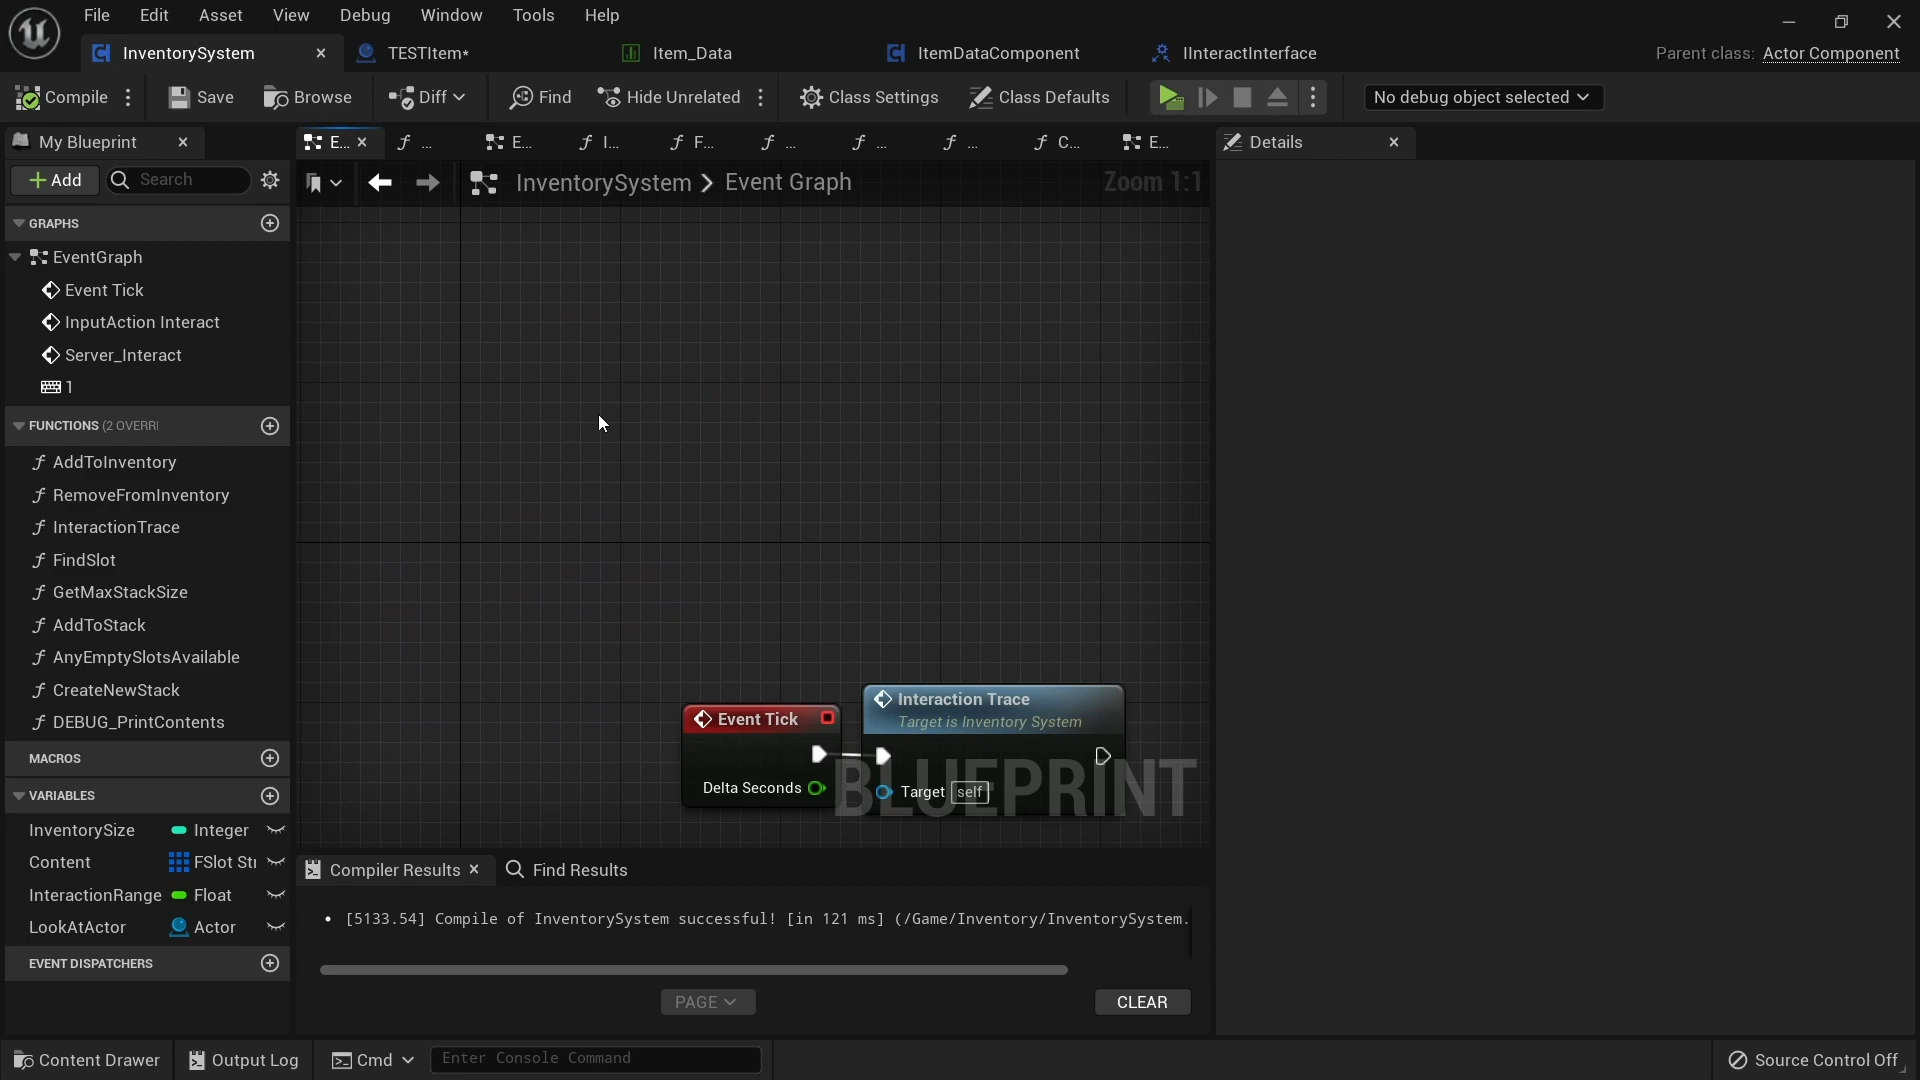 File Edit Asset View Debug Window Tools Help
InventorySystem TESTItem* Item_Data ItemDataComponent IInteractInterface Parent class: Actor Component
Compile Save Browse Diff Find Hide Unrelated Class Settings Class Defaults No debug object selected
My Blueprint E... ... E... I... F... ... ... ... C... E... Details
Add Search InventorySystem Event Graph Zoom 1:1
GRAPHS
EventGraph
Event Tick
InputAction Interact
Server_Interact
1
FUNCTIONS (2 OVERRI
AddToInventory
RemoveFromInventory
InteractionTrace
FindSlot
GetMaxStackSize
AddToStack
AnyEmptySlotsAvailable
CreateNewStack
DEBUG_PrintContents
MACROS
VARIABLES
InventorySize Integer
Content FSlot Str
InteractionRange Float
LookAtActor Actor
EVENT DISPATCHERS
Event Tick
Delta Seconds
Interaction Trace
Target is Inventory System
Target self
BLUEPRINT
Compiler Results Find Results
• [5133.54] Compile of InventorySystem successful! [in 121 ms] (/Game/Inventory/InventorySystem.
PAGE CLEAR
Content Drawer Output Log Cmd Enter Console Command Source Control Off